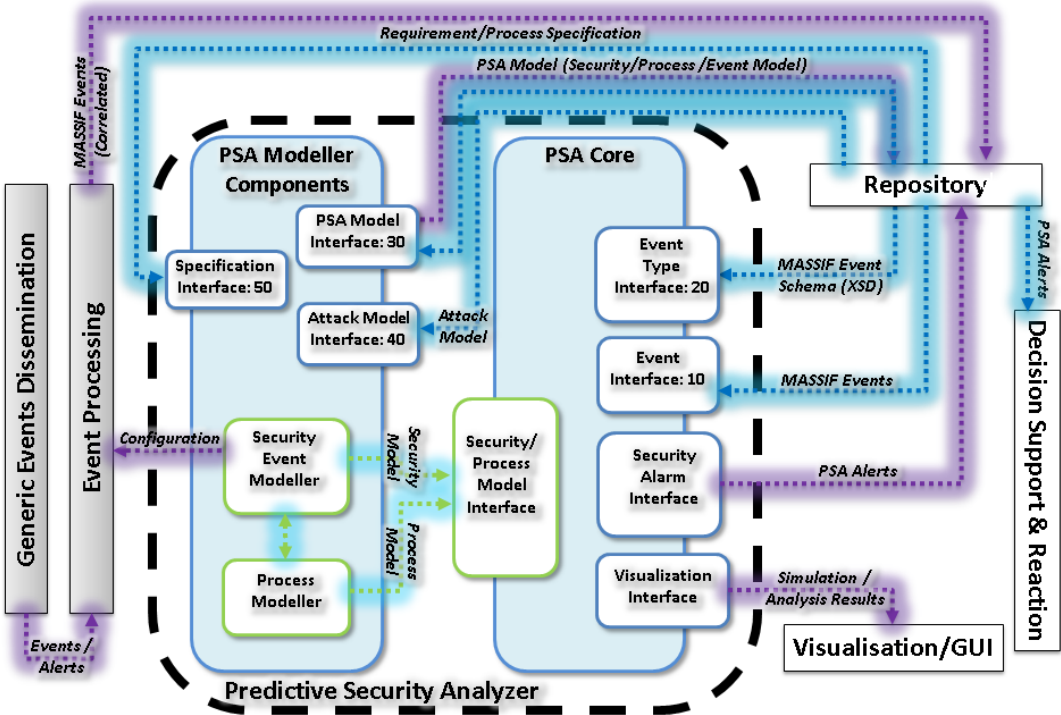 Requirement/Process Specification
PSA Model (Security/Process /Event Model)
MASSIF Events
(Correlated)
PSA Modeller
Components
PSA Core
Repository
PSA Model
Interface: 30
Specification
Interface: 50
Attack Model
Interface: 40
Attack
Model
Event
Type
Interface: 20
MASSIF Event
Schema (XSD)
PSA Alerts
Event
Interface: 10
MASSIF Events
Generic Events Dissemination
Event Processing
Configuration
Security
Event
Modeller
Security
Model
Security/
Process
Model
Interface
Process
Model
Process
Modeller
Security
Alarm
Interface
PSA Alerts
Decision Support & Reaction
Visualization
Interface
Simulation /
Analysis Results
Visualisation/GUI
Events /
Alerts
Predictive Security Analyzer